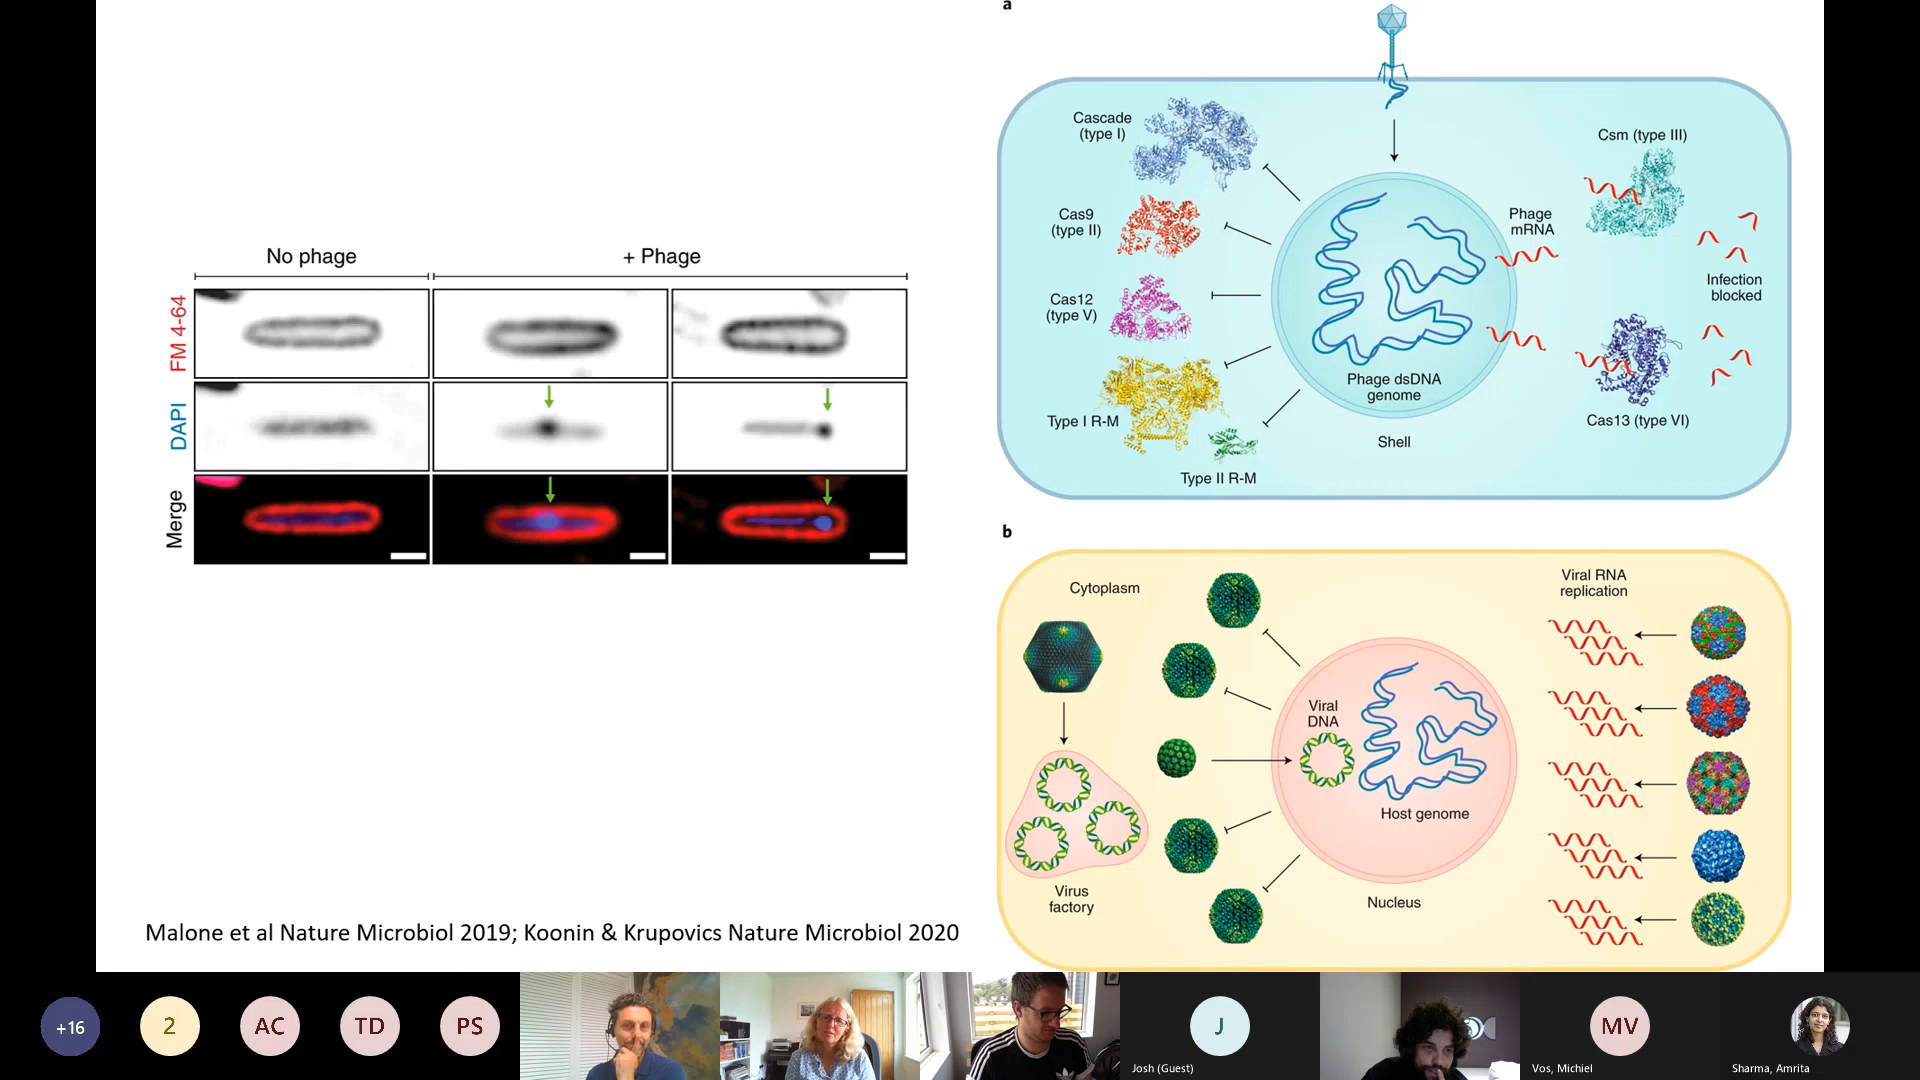 No phage
+ Phage
FM 4-64
DAPI
Merge
Malone et al Nature Microbiol 2019; Koonin & Krupovics Nature Microbiol 2020
a
Cascade
(type I)
Cas9
(type II)
Cas12
(type V)
Type I R-M
Type II R-M
Phage dsDNA
genome
Shell
Phage
mRNA
Csm (type III)
Infection
blocked
Cas13 (type VI)
b
Cytoplasm
Virus
factory
Viral
DNA
Host genome
Nucleus
Viral RNA
replication
+16
2
AC
TD
PS
J
Josh (Guest)
MV
Vos, Michiel
Sharma, Amrita